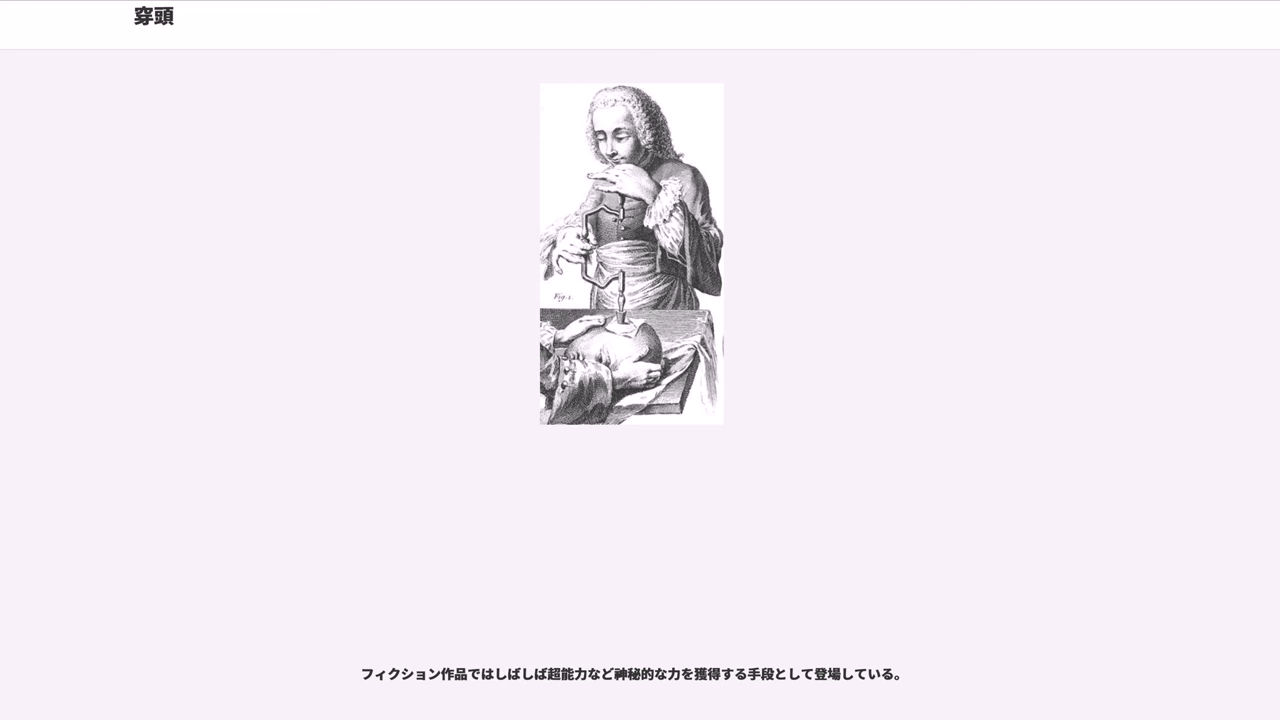 穿頭
Fig. 1.
フィクション作品ではしばしば超能力など神秘的な力を獲得する手段として登場している。